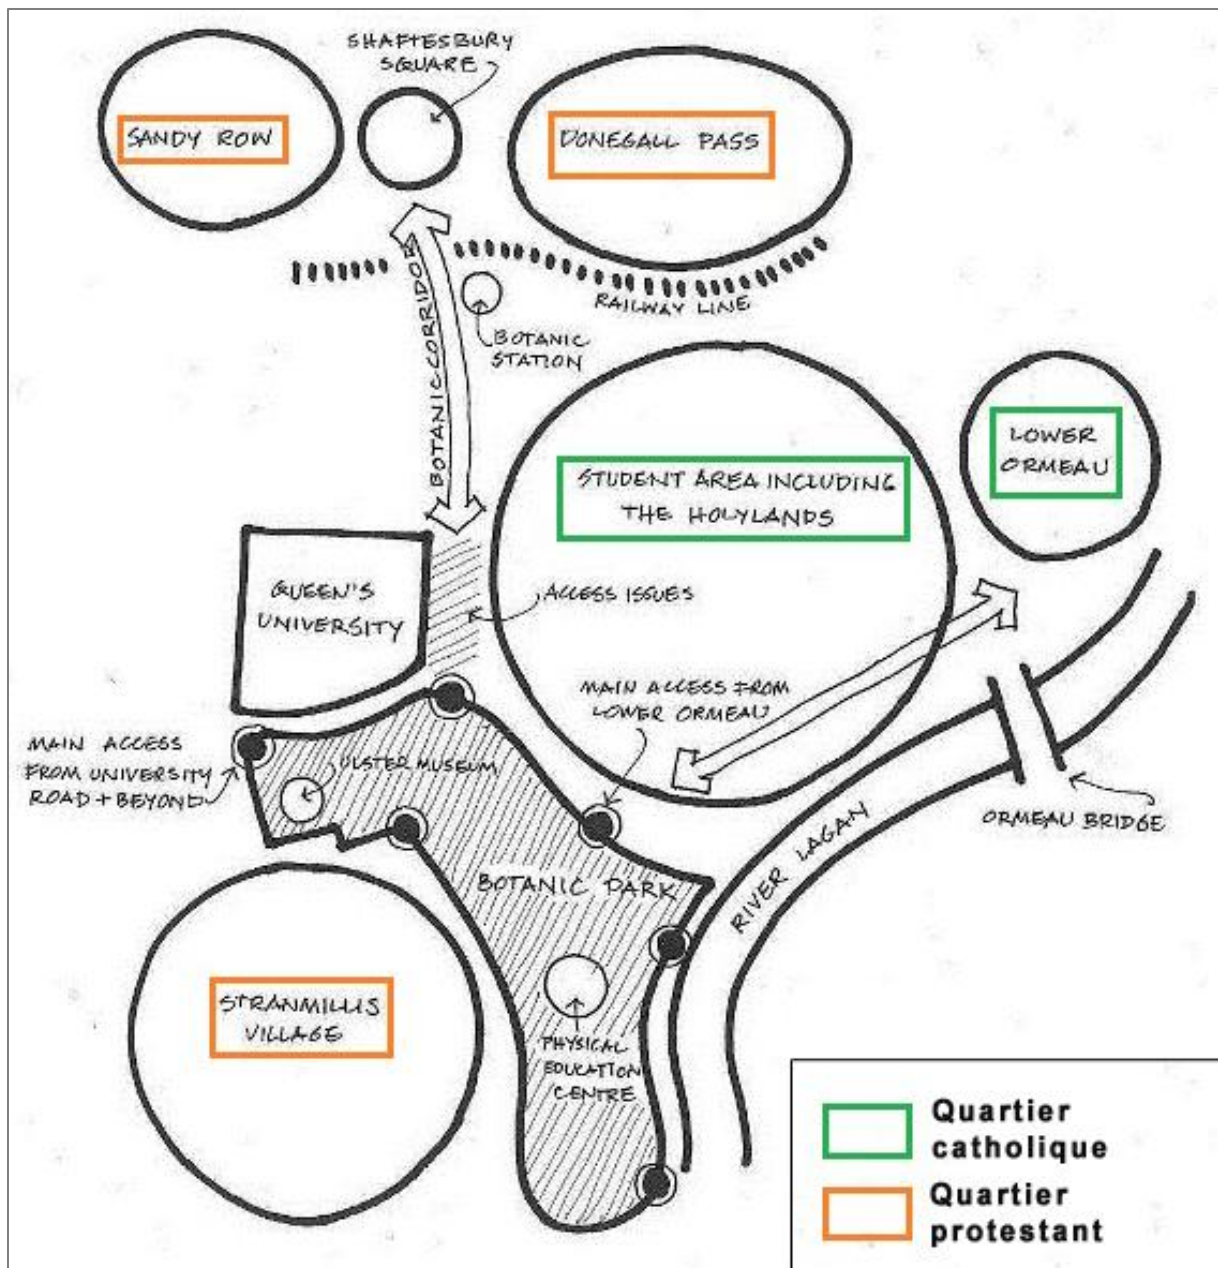 SHAFTESBURY
SQUARE
SANDY ROW
DONEGALL PASS
BOTANIC CORRIDOR
RAILWAY LINE
BOTANIC
STATION
LOWER
ORMEAU
STUDENT AREA INCLUDING
THE HOLYLANDS
QUEEN'S
UNIVERSITY
ACCESS ISSUES
MAIN ACCESS FROM
LOWER ORMEAU
MAIN ACCESS
FROM UNIVERSITY
ROAD + BEYOND
ULSTER MUSEUM
ORMEAU BRIDGE
RIVER LAGAN
BOTANIC PARK
STRANMILLIS
VILLAGE
PHYSICAL
EDUCATION
CENTRE
Quartier
catholique
Quartier
protestant